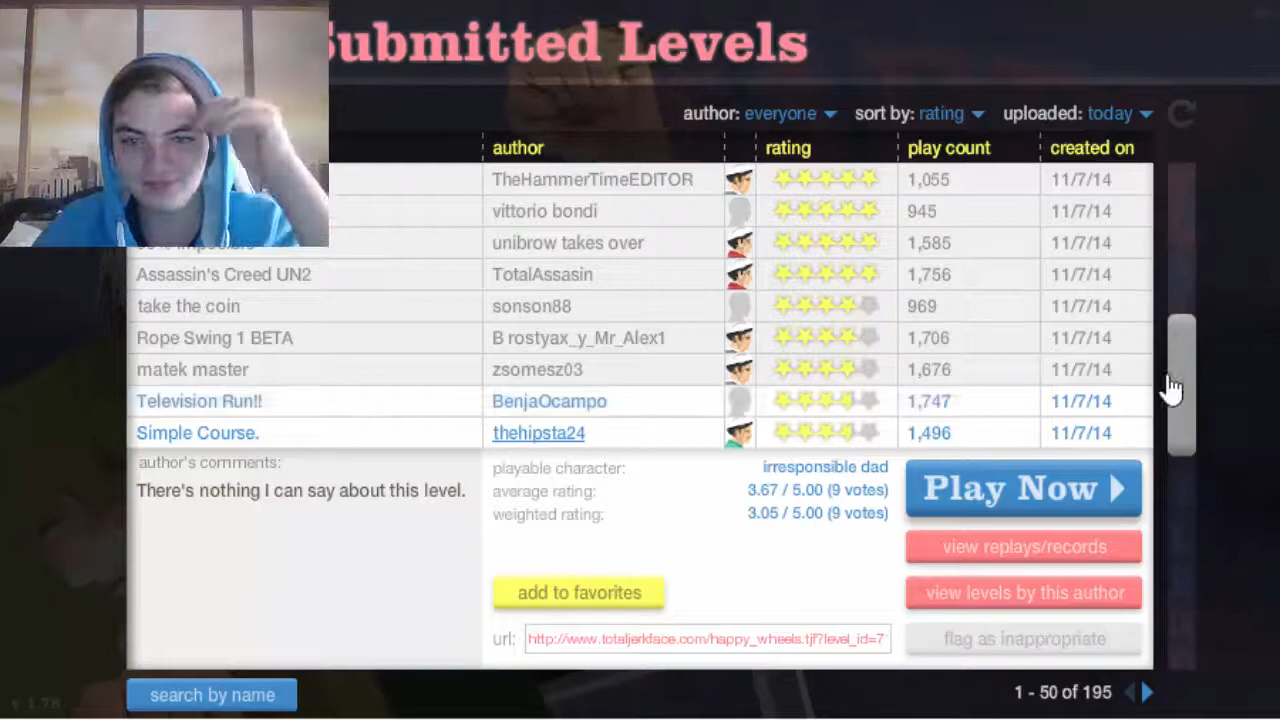 Submitted Levels
author: everyone sort by: rating uploaded: today
author rating play count created on
TheHammerTimeEDITOR 1,055 11/7/14
vittorio bondi 945 11/7/14
unibrow takes over 1,585 11/7/14
Assassin's Creed UN2 TotalAssasin 1,756 11/7/14
take the coin sonson88 969 11/7/14
Rope Swing 1 BETA B rostyax_y_Mr_Alex1 1,706 11/7/14
matek master zsomesz03 1,676 11/7/14
Television Run!! BenjaOcampo 1,747 11/7/14
Simple Course. thehipsta24 1,496 11/7/14
author's comments:
There's nothing I can say about this level.
playable character: irresponsible dad
average rating: 3.67 / 5.00 (9 votes)
weighted rating: 3.05 / 5.00 (9 votes)
Play Now
view replays/records
add to favorites
view levels by this author
url: http://www.totaljerkface.com/happy_wheels.tjf?level_id=7
flag as inappropriate
search by name
1 - 50 of 195
v 1.78